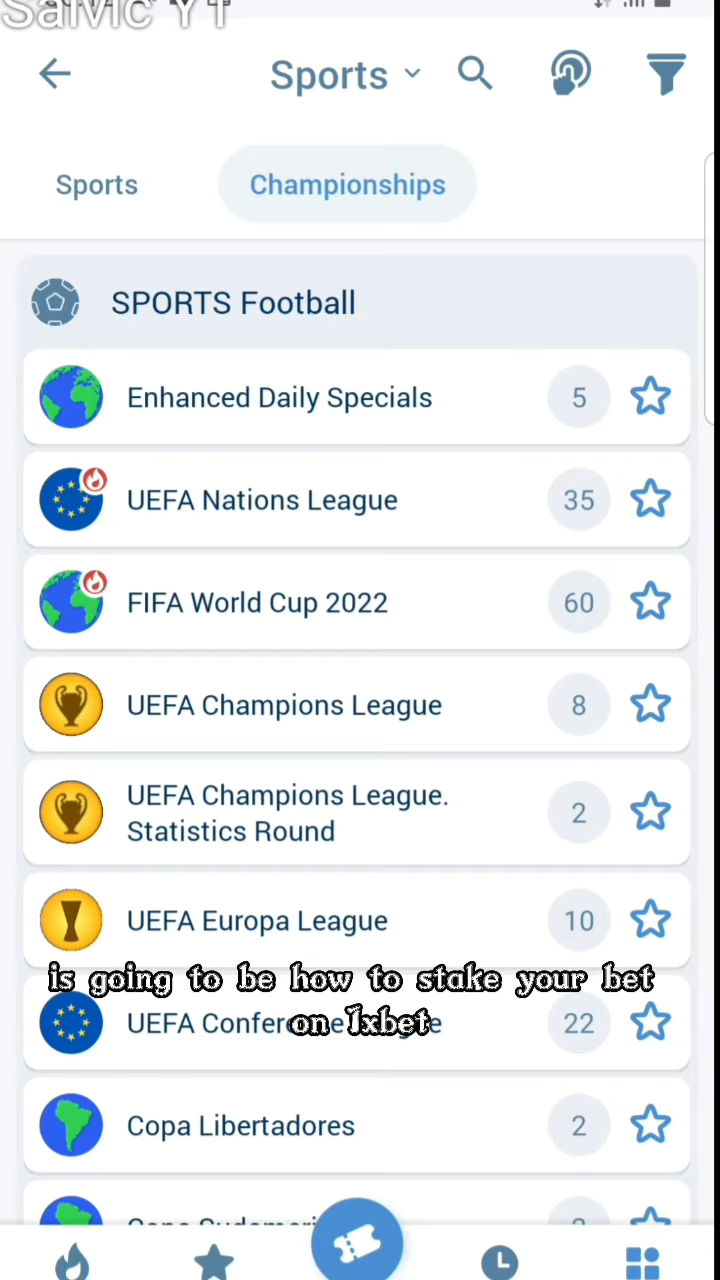 Salvic YT
Sports
Sports
Championships
SPORTS Football
Enhanced Daily Specials
5
UEFA Nations League
35
FIFA World Cup 2022
60
UEFA Champions League
8
UEFA Champions League.
Statistics Round
2
UEFA Europa League
10
is going to be how to stake your bet
on 1xbet
22
Copa Libertadores
2